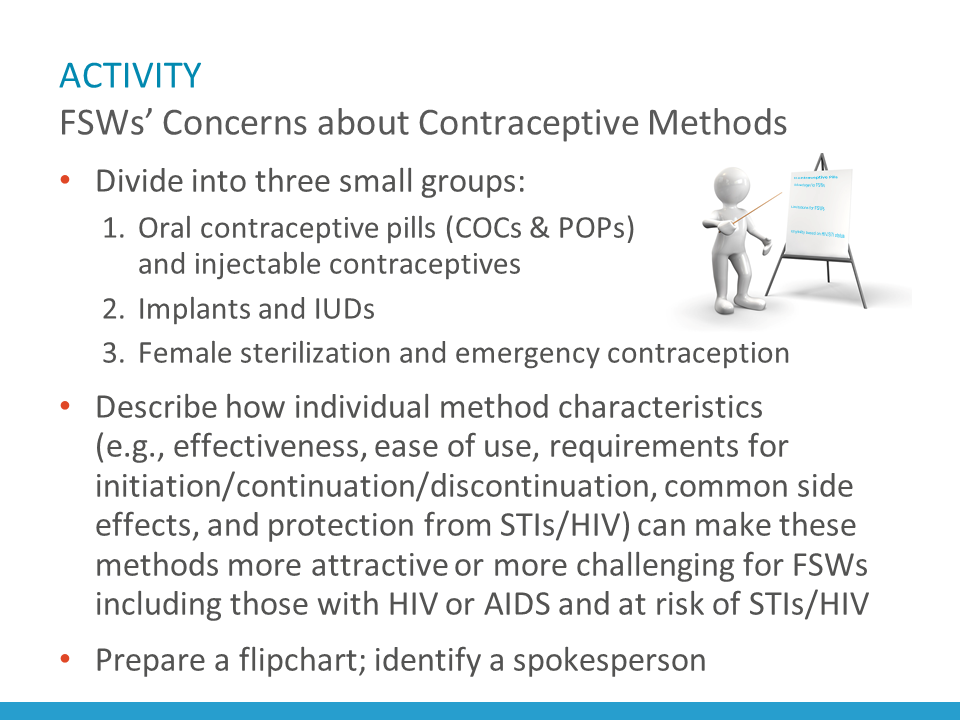 ACTIVITY
FSWs’ Concerns about Contraceptive Methods
• Divide into three small groups:
1. Oral contraceptive pills (COCs & POPs)
and injectable contraceptives
2. Implants and IUDs
3. Female sterilization and emergency contraception
• Describe how individual method characteristics
(e.g., effectiveness, ease of use, requirements for
initiation/continuation/discontinuation, common side
effects, and protection from STIs/HIV) can make these
methods more attractive or more challenging for FSWs
including those with HIV or AIDS and at risk of STIs/HIV
• Prepare a flipchart; identify a spokesperson